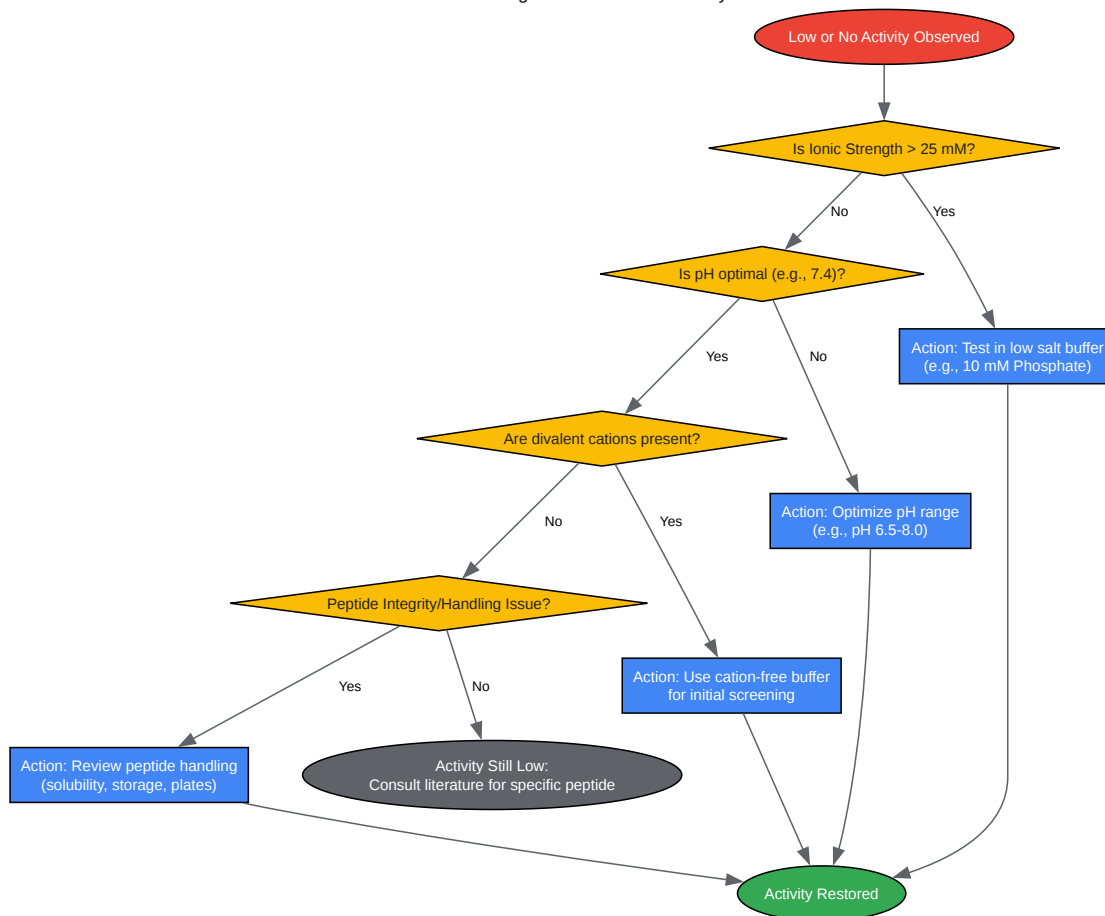 Low or No Activity Observed
Is Ionic Strength > 25 mM?
No
Yes
Is pH optimal (e.g., 7.4)?
Action: Test in low salt buffer
(e.g., 10 mM Phosphate)
Yes
No
Are divalent cations present?
Action: Optimize pH range
(e.g., pH 6.5-8.0)
No
Yes
Peptide Integrity/Handling Issue?
Action: Use cation-free buffer
for initial screening
Yes
No
Action: Review peptide handling
(solubility, storage, plates)
Activity Still Low:
Consult literature for specific peptide
Activity Restored